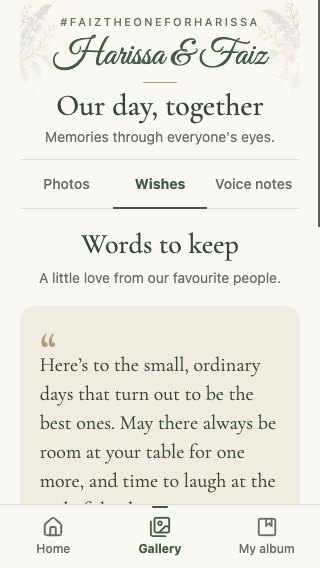 #FAIZTHEONEFORHARISSA
Harissa & Faiz
Our day, together
Memories through everyone's eyes.
Photos
Wishes
Voice notes
Words to keep
A little love from our favourite people.
“
Here’s to the small, ordinary
days that turn out to be the
best ones. May there always be
room at your table for one
more, and time to laugh at the
Home
Gallery
My album